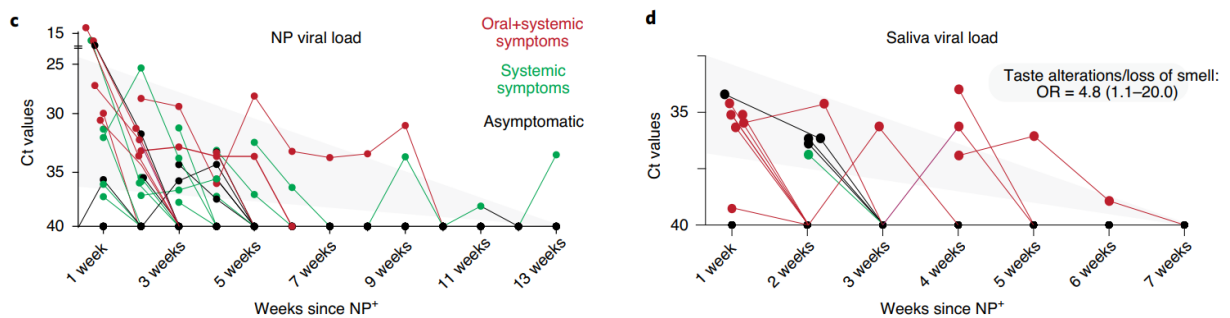 c
NP viral load
Oral+systemic
symptoms
Systemic
symptoms
Asymptomatic
Ct values
15
25
30
35
40
1 week
3 weeks
5 weeks
7 weeks
9 weeks
11 weeks
13 weeks
Weeks since NP⁺
d
Saliva viral load
Taste alterations/loss of smell:
OR = 4.8 (1.1–20.0)
Ct values
35
40
1 week
2 weeks
3 weeks
4 weeks
5 weeks
6 weeks
7 weeks
Weeks since NP⁺